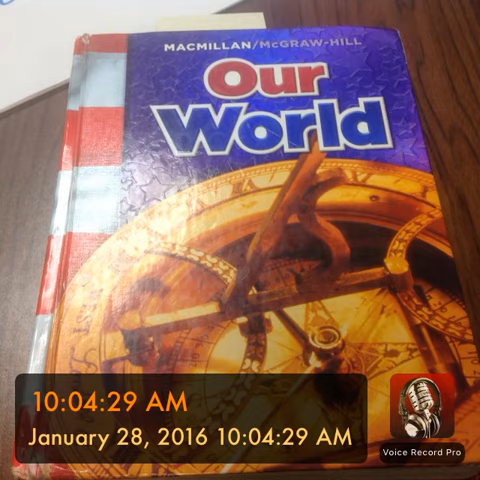 MACMILLAN/McGRAW-HILL
Our
World
10:04:29 AM
January 28, 2016 10:04:29 AM
Voice Record Pro